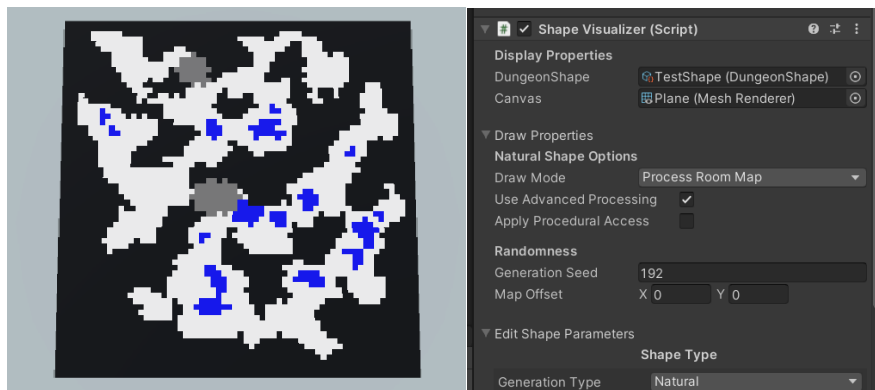 Shape Visualizer (Script)
Display Properties
DungeonShape TestShape (DungeonShape)
Canvas Plane (Mesh Renderer)
Draw Properties
Natural Shape Options
Draw Mode Process Room Map
Use Advanced Processing
Apply Procedural Access
Randomness
Generation Seed 192
Map Offset X 0 Y 0
Edit Shape Parameters
Shape Type
Generation Type Natural